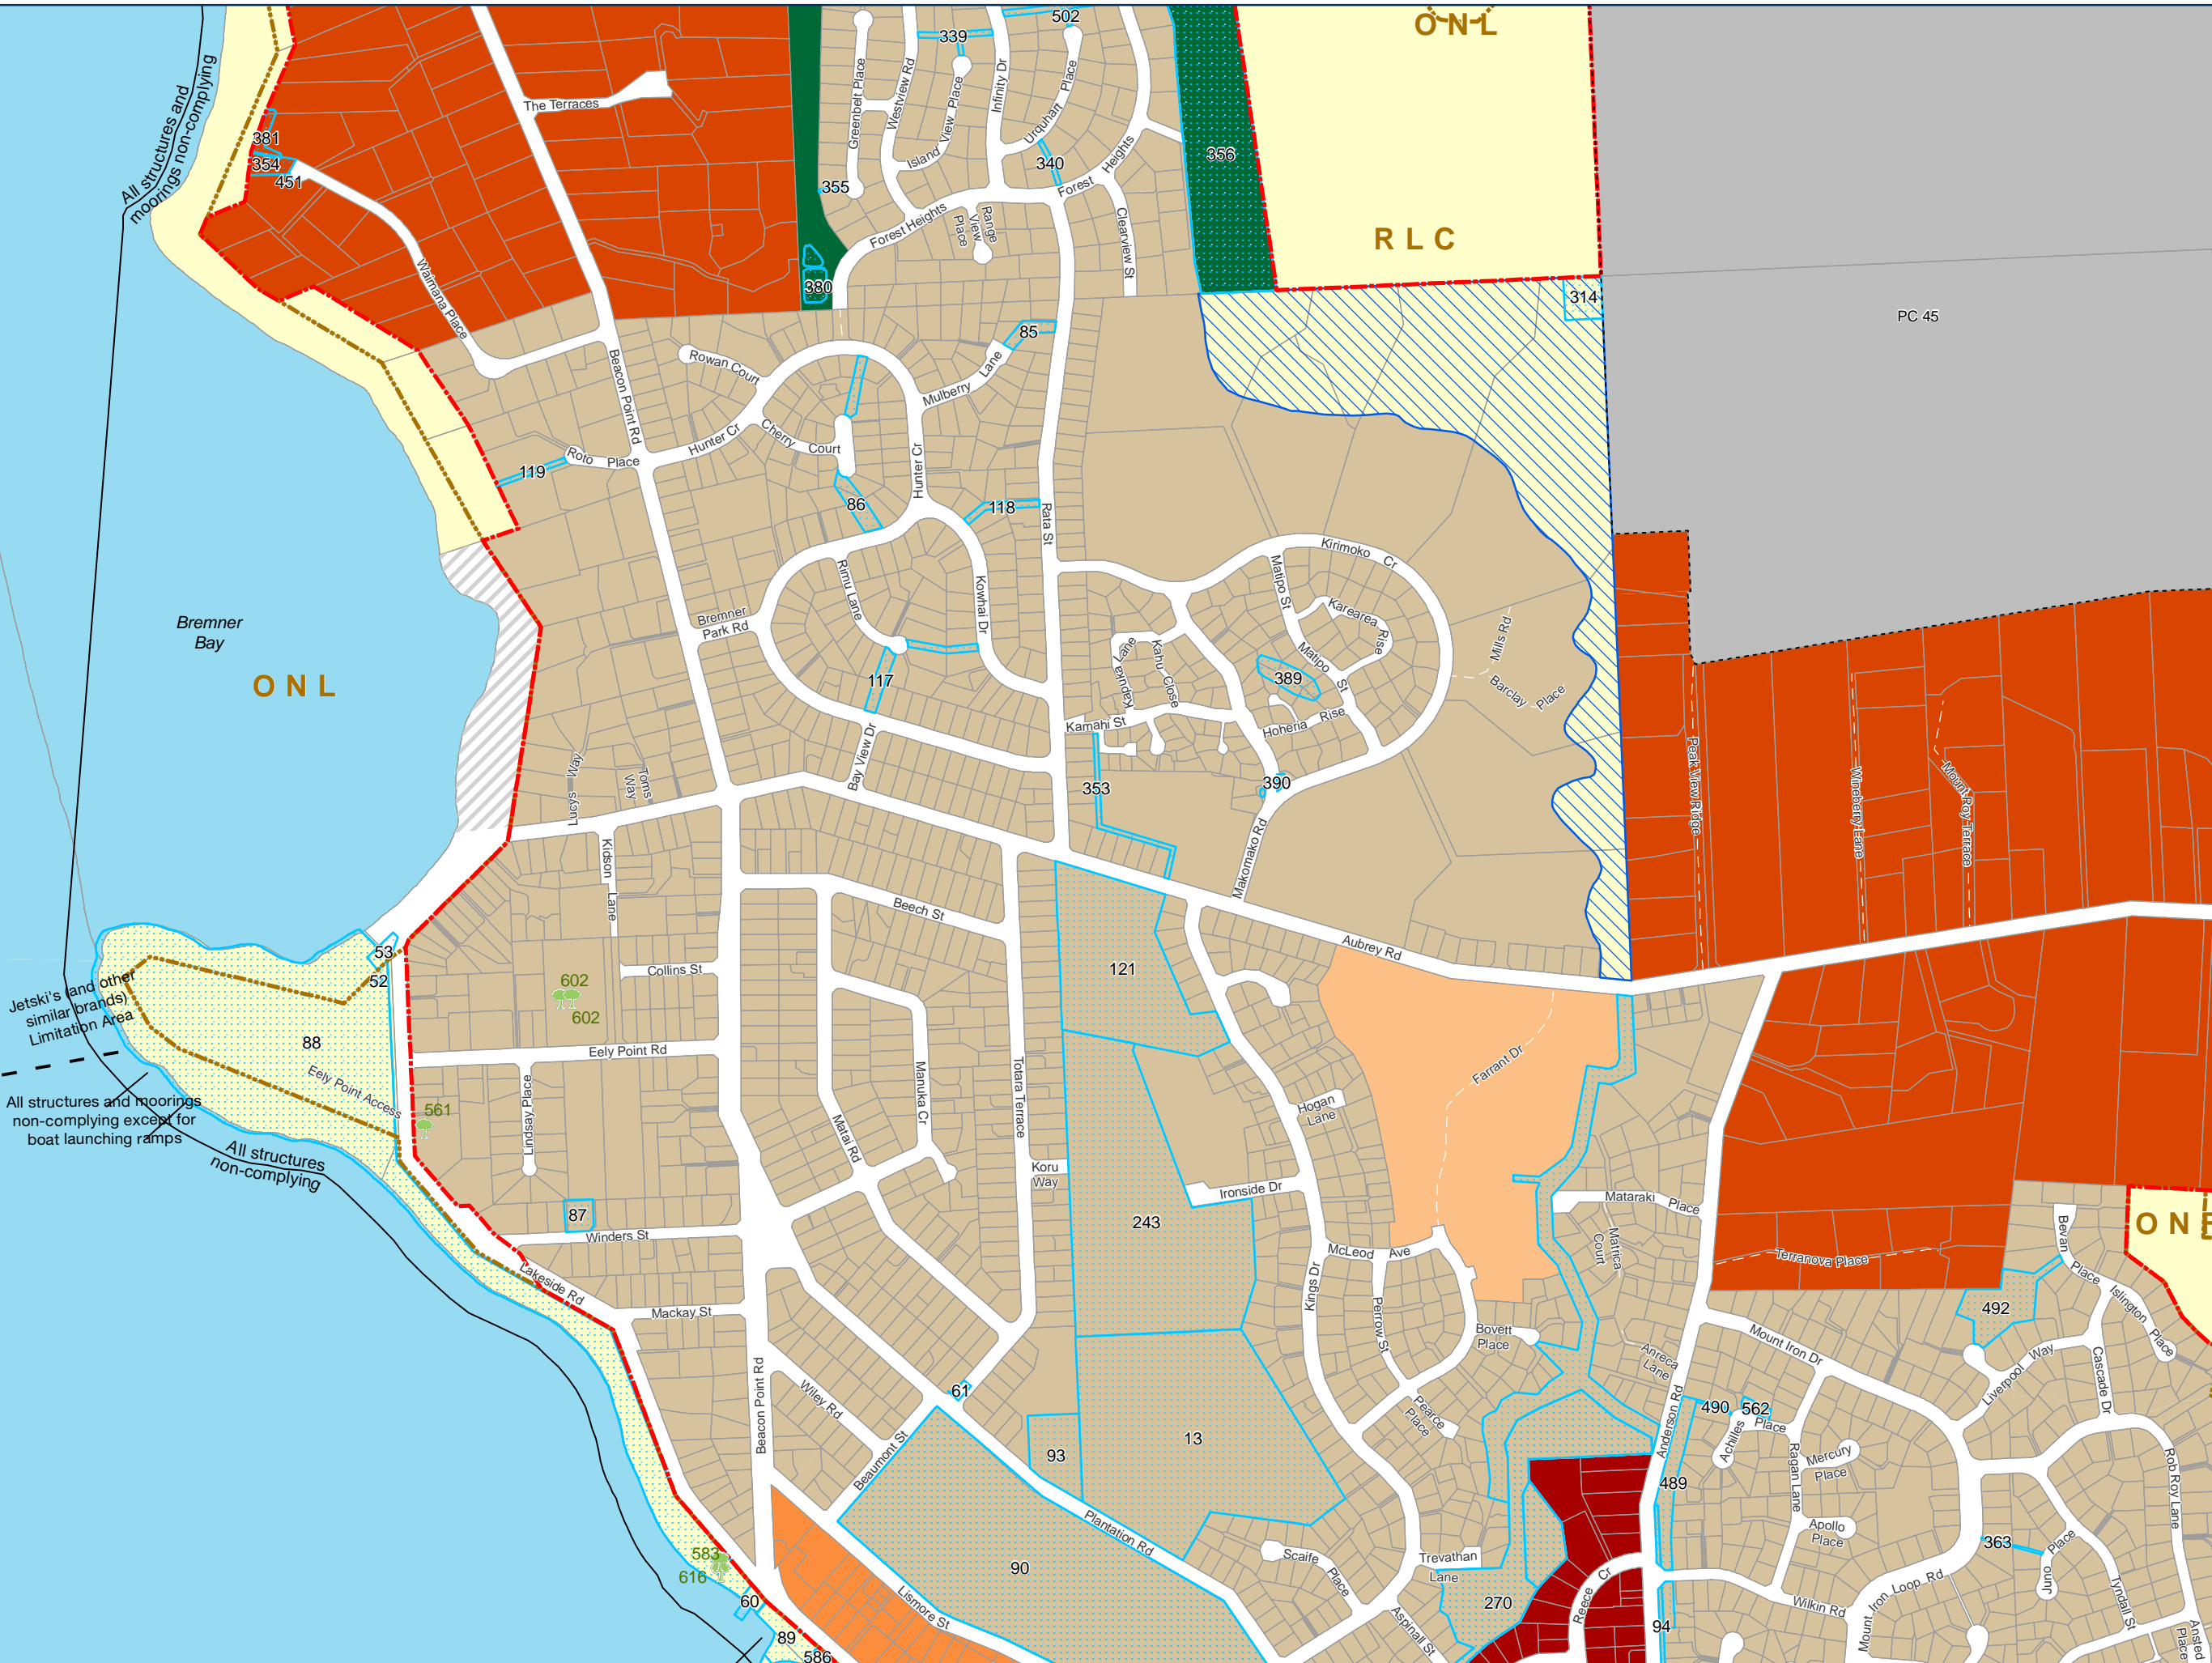 ONL
502
339
Greenbelt Place
Westview Rd
Island View Place
Infinity Dr
Urquhart Place
The Terraces
All structures and
moorings non-complying
381
354
451
355
340
Forest Heights
356
Forest Heights
Range
View
Place
Clearview St
RLC
380
314
PC 45
Waimana Place
Beacon Point Rd
85
Rowan Court
Mulberry Lane
Hunter Cr
Cherry Court
Hunter Cr
Roto Place
119
86
118
Rata St
Kirimoko Cr
Matipo St
Karearea Rise
Rimu Lane
Kowhai Dr
Bremner
Park Rd
Bremner
Bay
ONL
117
Kapuka Lane
Kahu Close
Matipo St
389
Mills Rd
Barclay Place
Kamahi St
Hoheria Rise
Bay View Dr
Lucys Way
Toms
Way
353
390
Peak View Ridge
Wineberry Lane
Mount Roy Terrace
Makomako Rd
Kidson Lane
Beech St
Aubrey Rd
53
52
Collins St
602
602
121
Jetski's (and other
similar brands)
Limitation Area
88
Eely Point Rd
Eely Point Access
561
Lindsay Place
Manuka Cr
Matai Rd
Totara Terrace
Farrant Dr
Hogan
Lane
All structures and moorings
non-complying except for
boat launching ramps
All structures
non-complying
Koru
Way
Ironside Dr
Mataraki Place
Matrica
Court
87
243
Winders St
McLeod Ave
Bevan Place
ONL
Terranova Place
Lakeside Rd
Mackay St
Kings Dr
Perrow St
Bovett
Place
492
Islington Place
Mount Iron Dr
Anreca
Lane
Liverpool Way
Cascade Dr
Beacon Point Rd
Wiley Rd
61
Beaumont St
93
13
Pearce
Place
Anderson Rd
490
562
Achilles Place
Ragan Lane
Mercury
Place
Rob Roy Lane
489
Plantation Rd
Apollo
Place
363
Juno Place
583
616
90
Scaife Place
Trevathan
Lane
60
Lismore St
270
Reece Cr
Wilkin Rd
Mount Iron Loop Rd
Tyndall St
Aspinall St
94
89
586
Ansted
Place